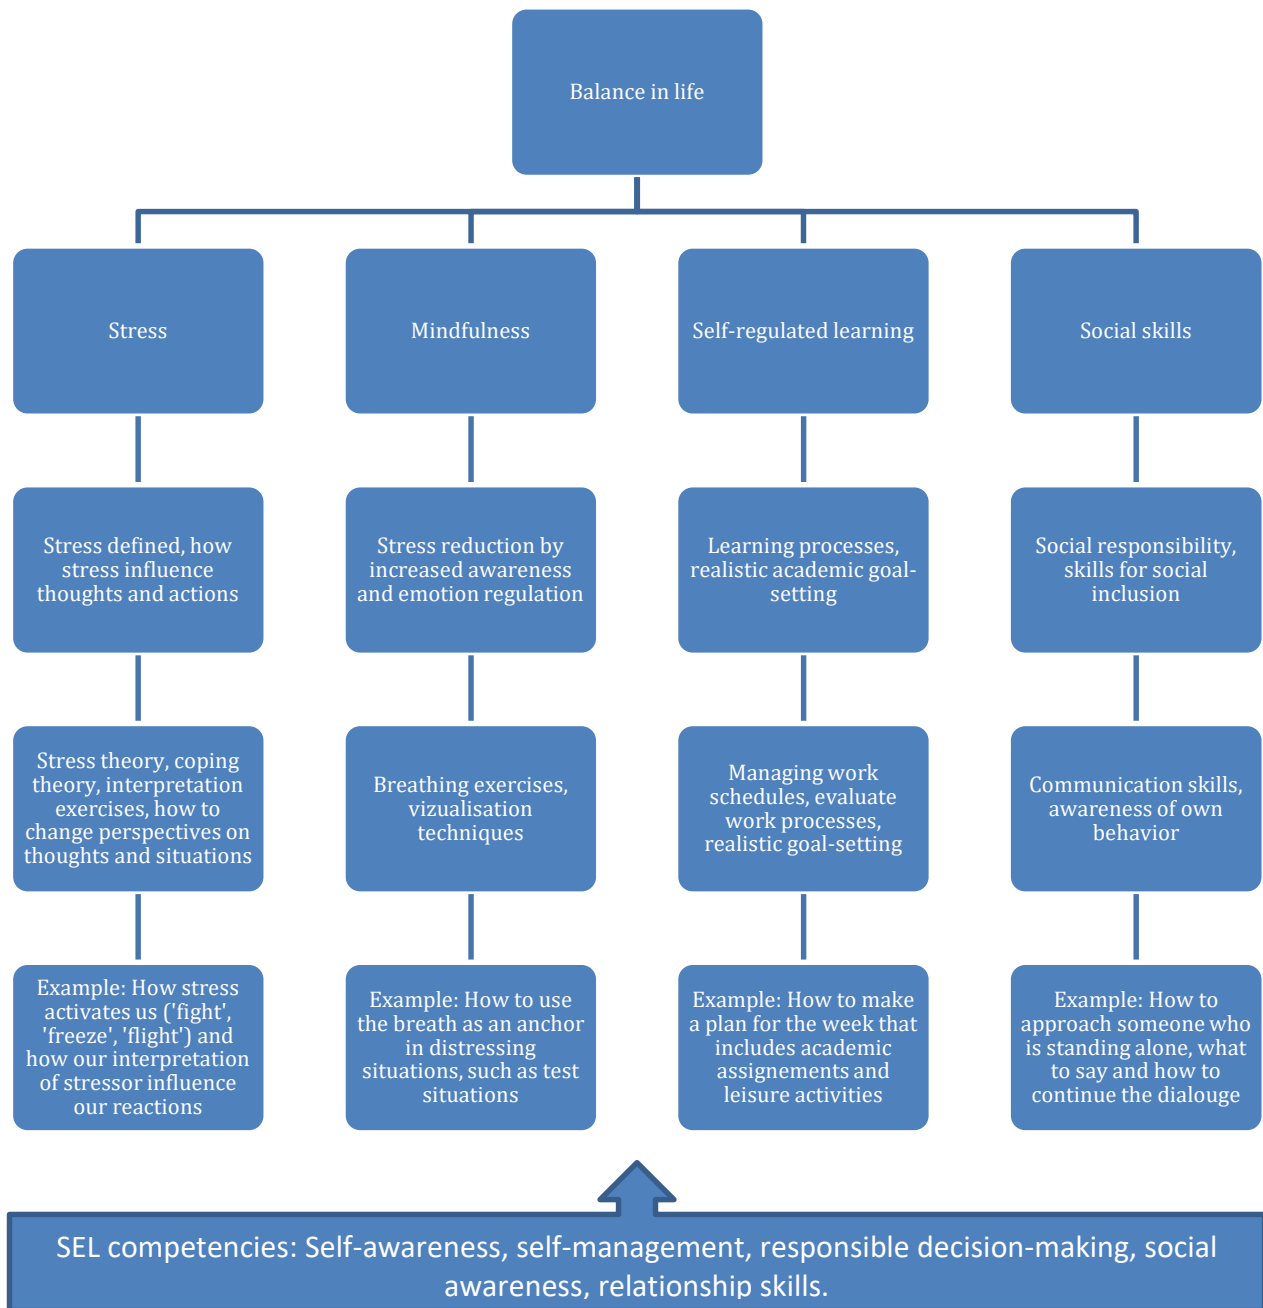 Balance in life
Stress
Mindfulness
Self-regulated learning
Social skills
Stress defined, how
stress influence
thoughts and actions
Stress reduction by
increased awareness
and emotion regulation
Learning processes,
realistic academic goal-
setting
Social responsibility,
skills for social
inclusion
Stress theory, coping
theory, interpretation
exercises, how to
change perspectives on
thoughts and situations
Breathing exercises,
vizualisation
techniques
Managing work
schedules, evaluate
work processes,
realistic goal-setting
Communication skills,
awareness of own
behavior
Example: How stress
activates us ('fight',
'freeze', 'flight') and
how our interpretation
of stressor influence
our reactions
Example: How to use
the breath as an anchor
in distressing
situations, such as test
situations
Example: How to make
a plan for the week that
includes academic
assignements and
leisure activities
Example: How to
approach someone who
is standing alone, what
to say and how to
continue the dialouge
SEL competencies: Self-awareness, self-management, responsible decision-making, social
awareness, relationship skills.